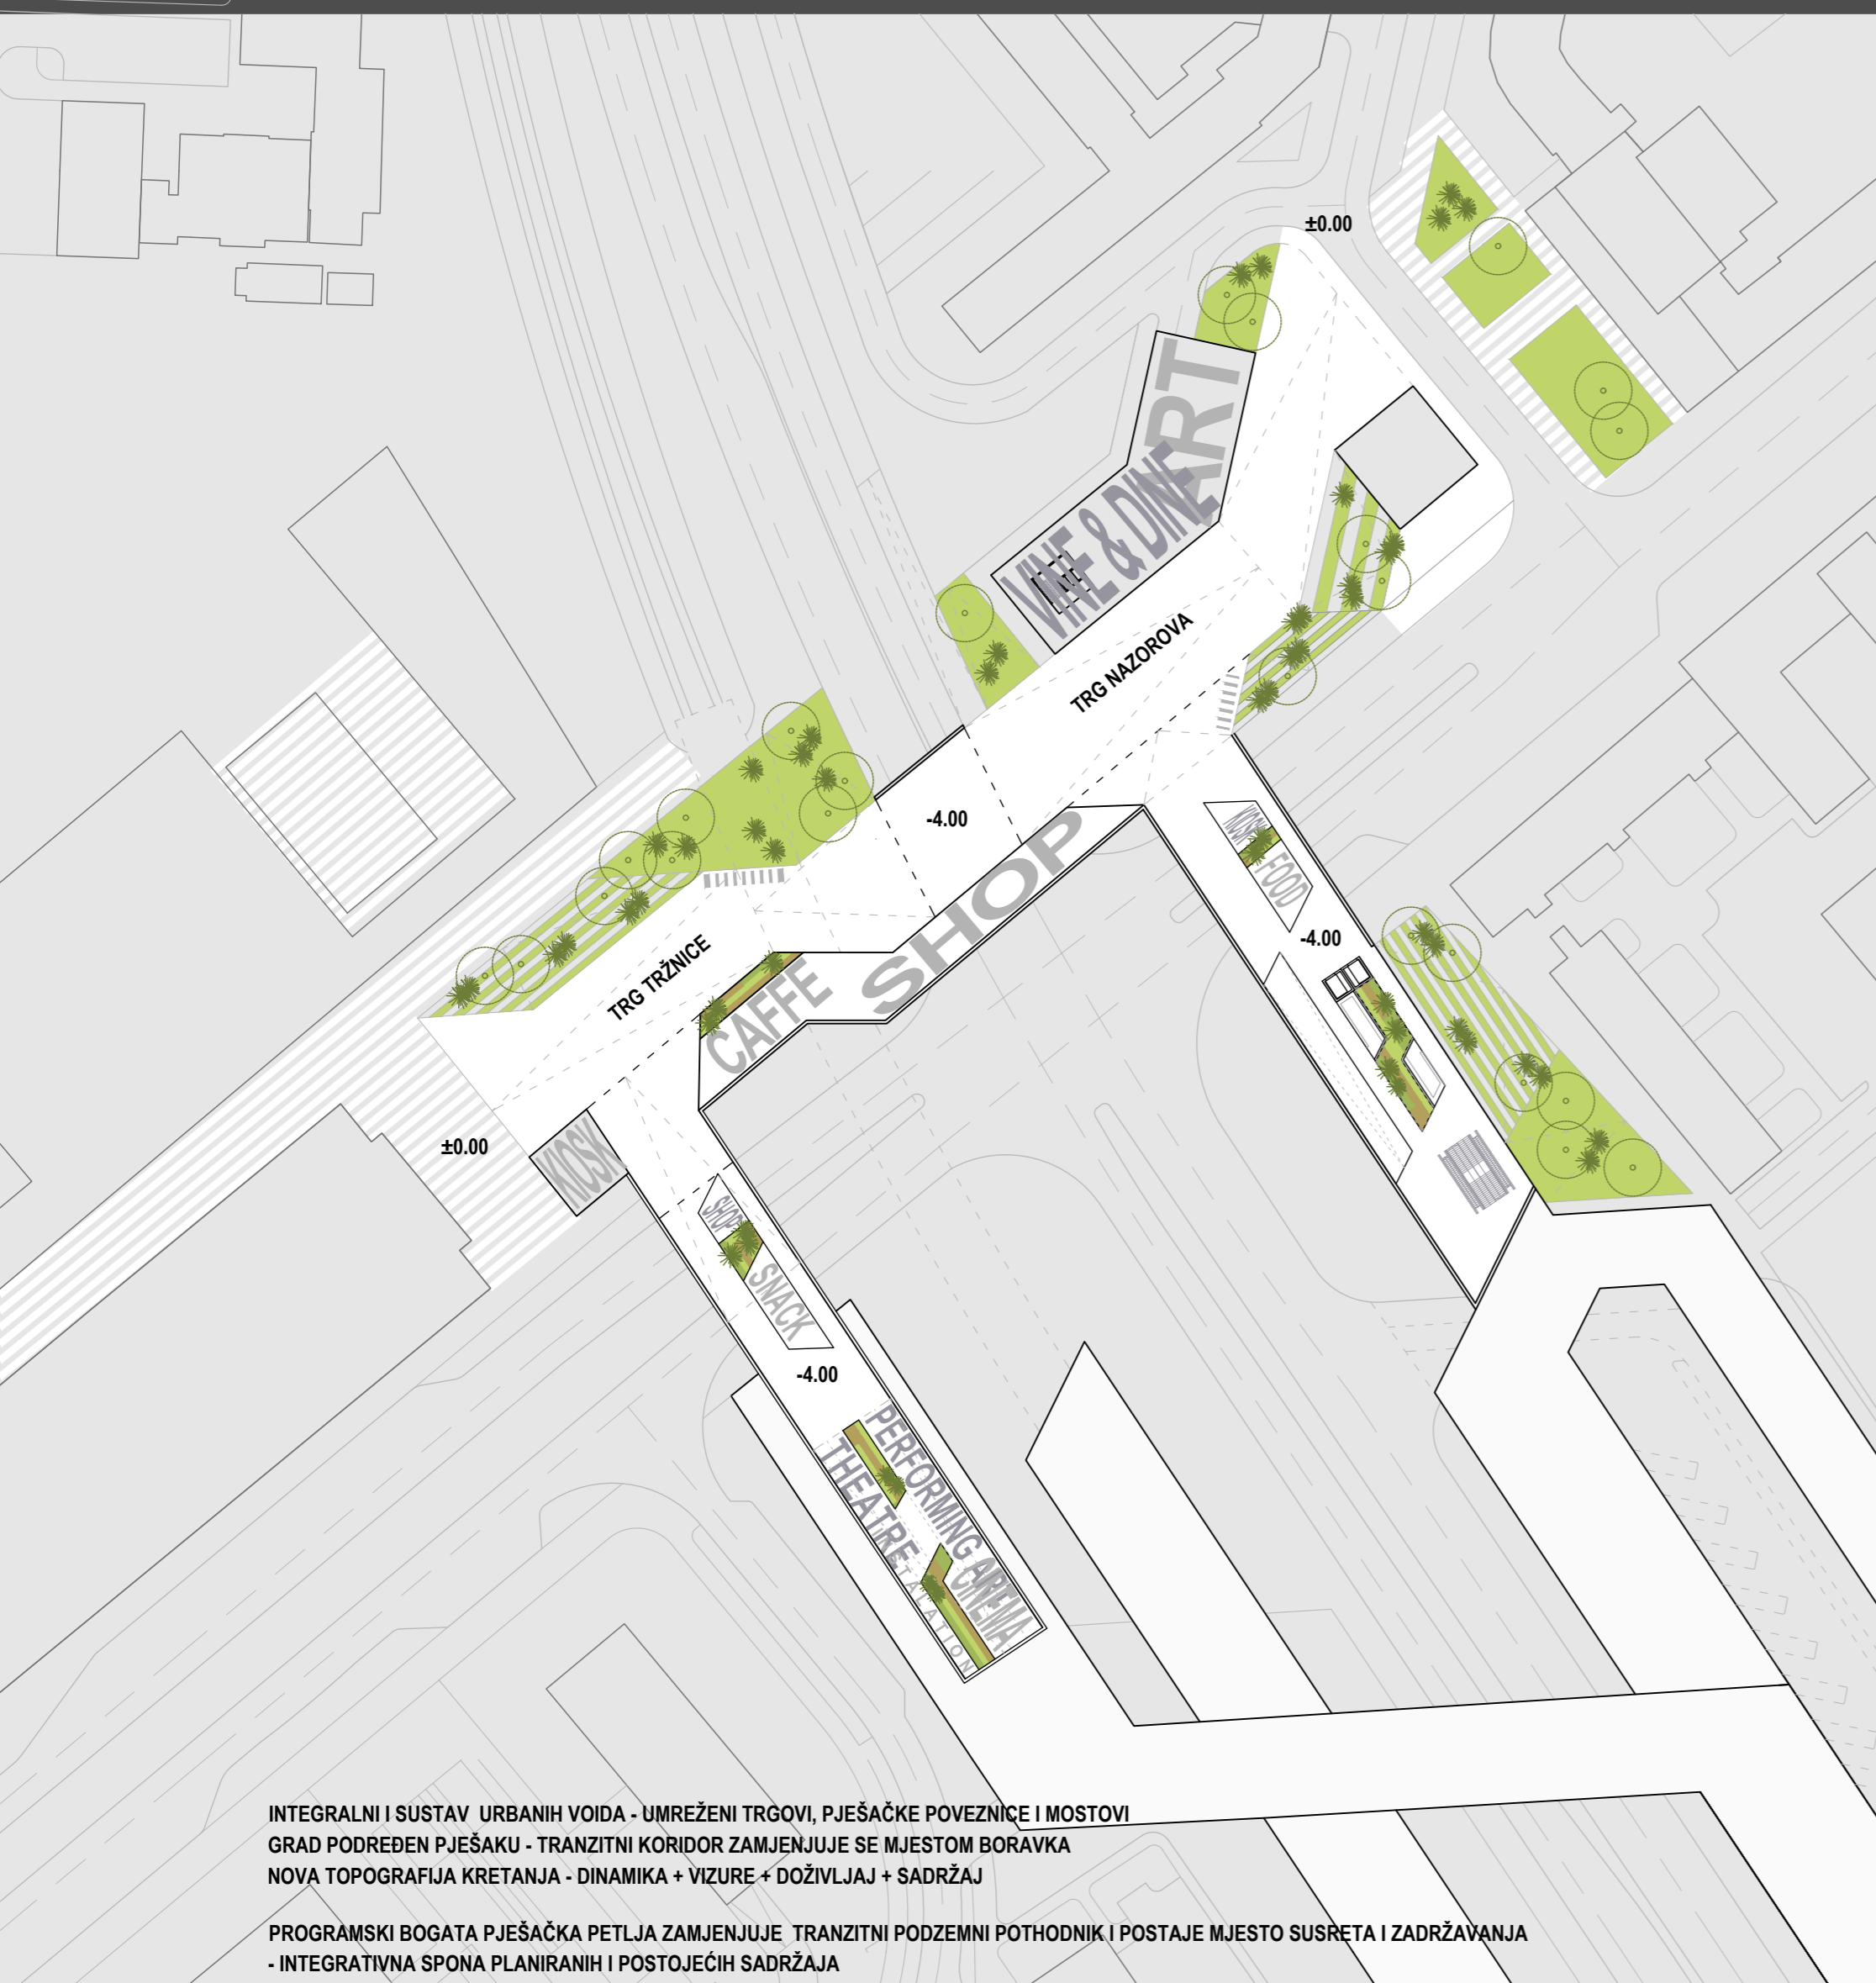 ±0.00
ART
VINE & DINE
TRG NAZOROVA
-4.00
SHOP
KIOSK
FOOD
-4.00
TRG TRŽNICE
CAFFE
±0.00
KIOSK
SHOP
SNACK
-4.00
PERFORMING ARENA
THEATRE
CINEMA
INTEGRALNI I SUSTAV URBANIH VOIDA - UMREŽENI TRGOVI, PJEŠAČKE POVEZNICE I MOSTOVI
GRAD PODREĐEN PJEŠAKU - TRANZITNI KORIDOR ZAMJENJUJE SE MJESTOM BORAVKA
NOVA TOPOGRAFIJA KRETANJA - DINAMIKA + VIZURE + DOŽIVLJAJ + SADRŽAJ
PROGRAMSKI BOGATA PJEŠAČKA PETLJA ZAMJENJUJE TRANZITNI PODZEMNI POTHODNIK I POSTAJE MJESTO SUSRETA I ZADRŽAVANJA
- INTEGRATIVNA SPONA PLANIRANIH I POSTOJEĆIH SADRŽAJA